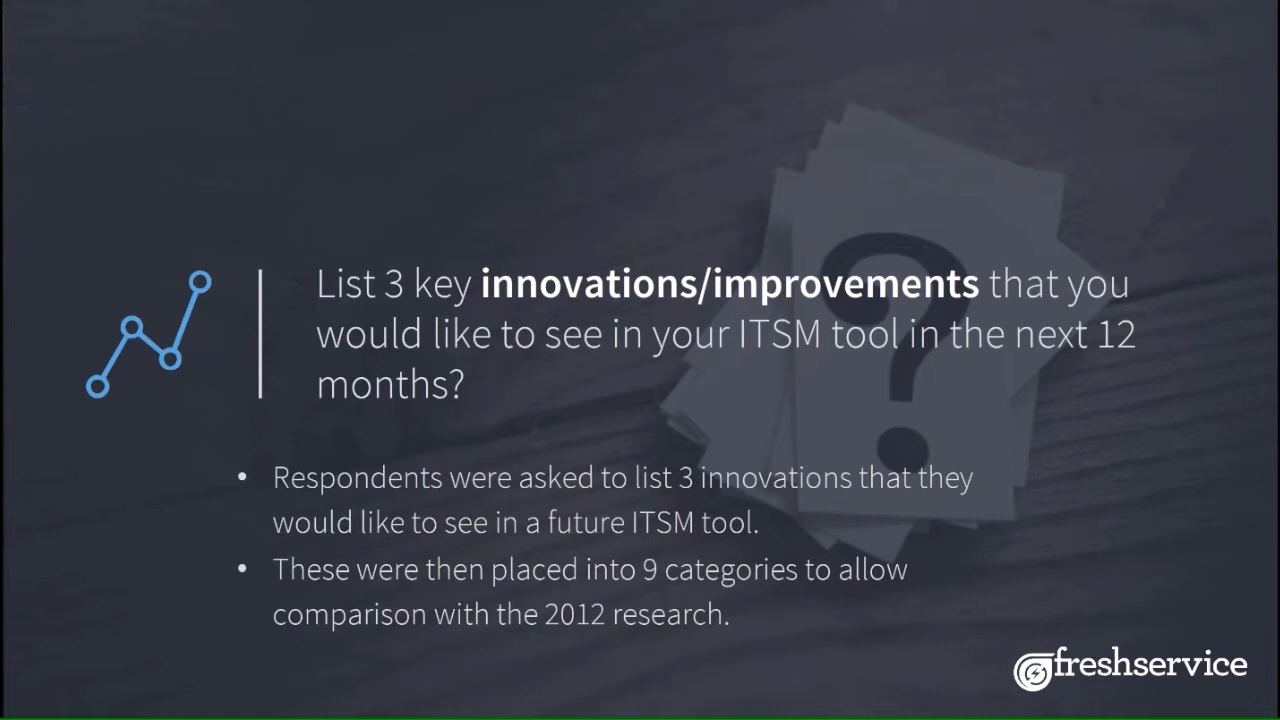 List 3 key innovations/improvements that you
would like to see in your ITSM tool in the next 12
months?
• Respondents were asked to list 3 innovations that they
would like to see in a future ITSM tool.
• These were then placed into 9 categories to allow
comparison with the 2012 research.
freshservice
?